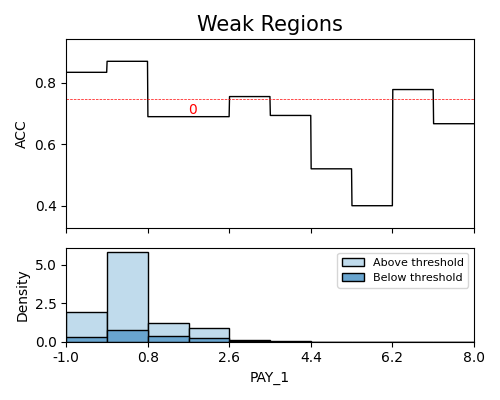 Weak Regions
ACC
0.8
0.6
0.4
0
Density
5.0
2.5
0.0
Above threshold
Below threshold
-1.0 0.8 2.6 4.4 6.2 8.0
PAY_1